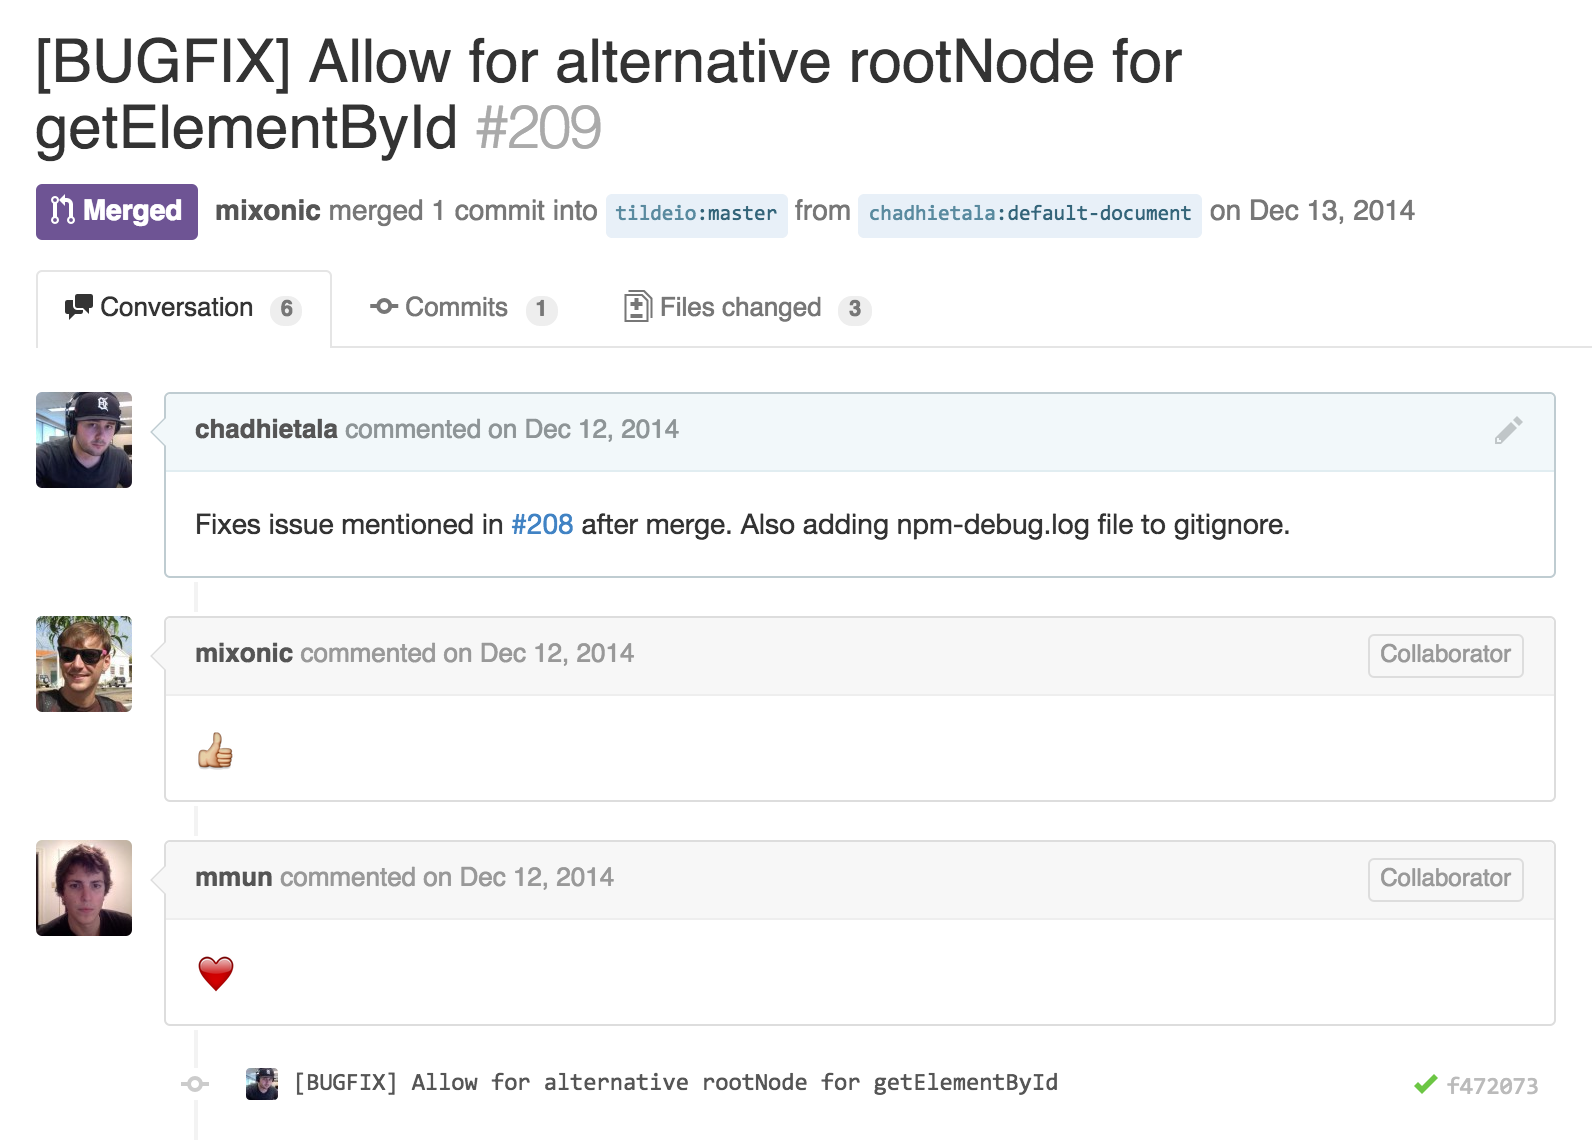 [BUGFIX] Allow for alternative rootNode for
getElementById #209
Merged mixonic merged 1 commit into tildeio:master from chadhietala:default-document on Dec 13, 2014
Conversation 6 Commits 1 Files changed 3
chadhietala commented on Dec 12, 2014
Fixes issue mentioned in #208 after merge. Also adding npm-debug.log file to gitignore.
mixonic commented on Dec 12, 2014 Collaborator
👍
mmun commented on Dec 12, 2014 Collaborator
❤️
[BUGFIX] Allow for alternative rootNode for getElementById f472073